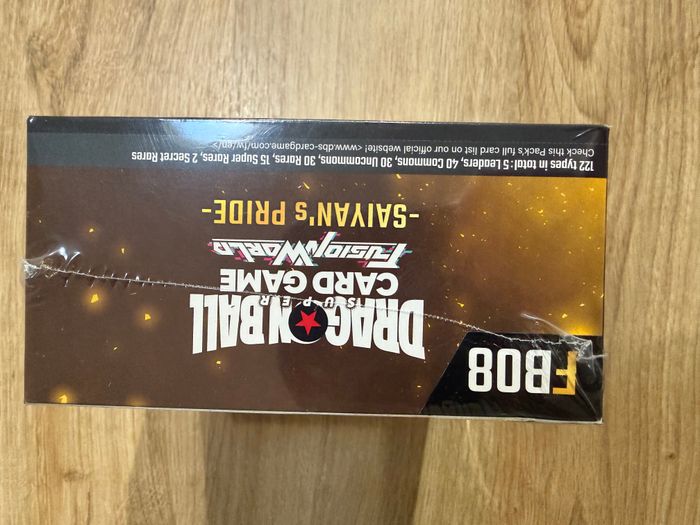 FB08
DRAGON BALL
SUPER
CARD GAME
FUSION WORLD
-SAIYAN's PRIDE-
122 types in total: 5 Leaders, 40 Commons, 30 Uncommons, 30 Rares, 15 Super Rares, 2 Secret Rares
Check this Pack's full card list on our official website! <www.dbs-cardgame.com/fw/en/>